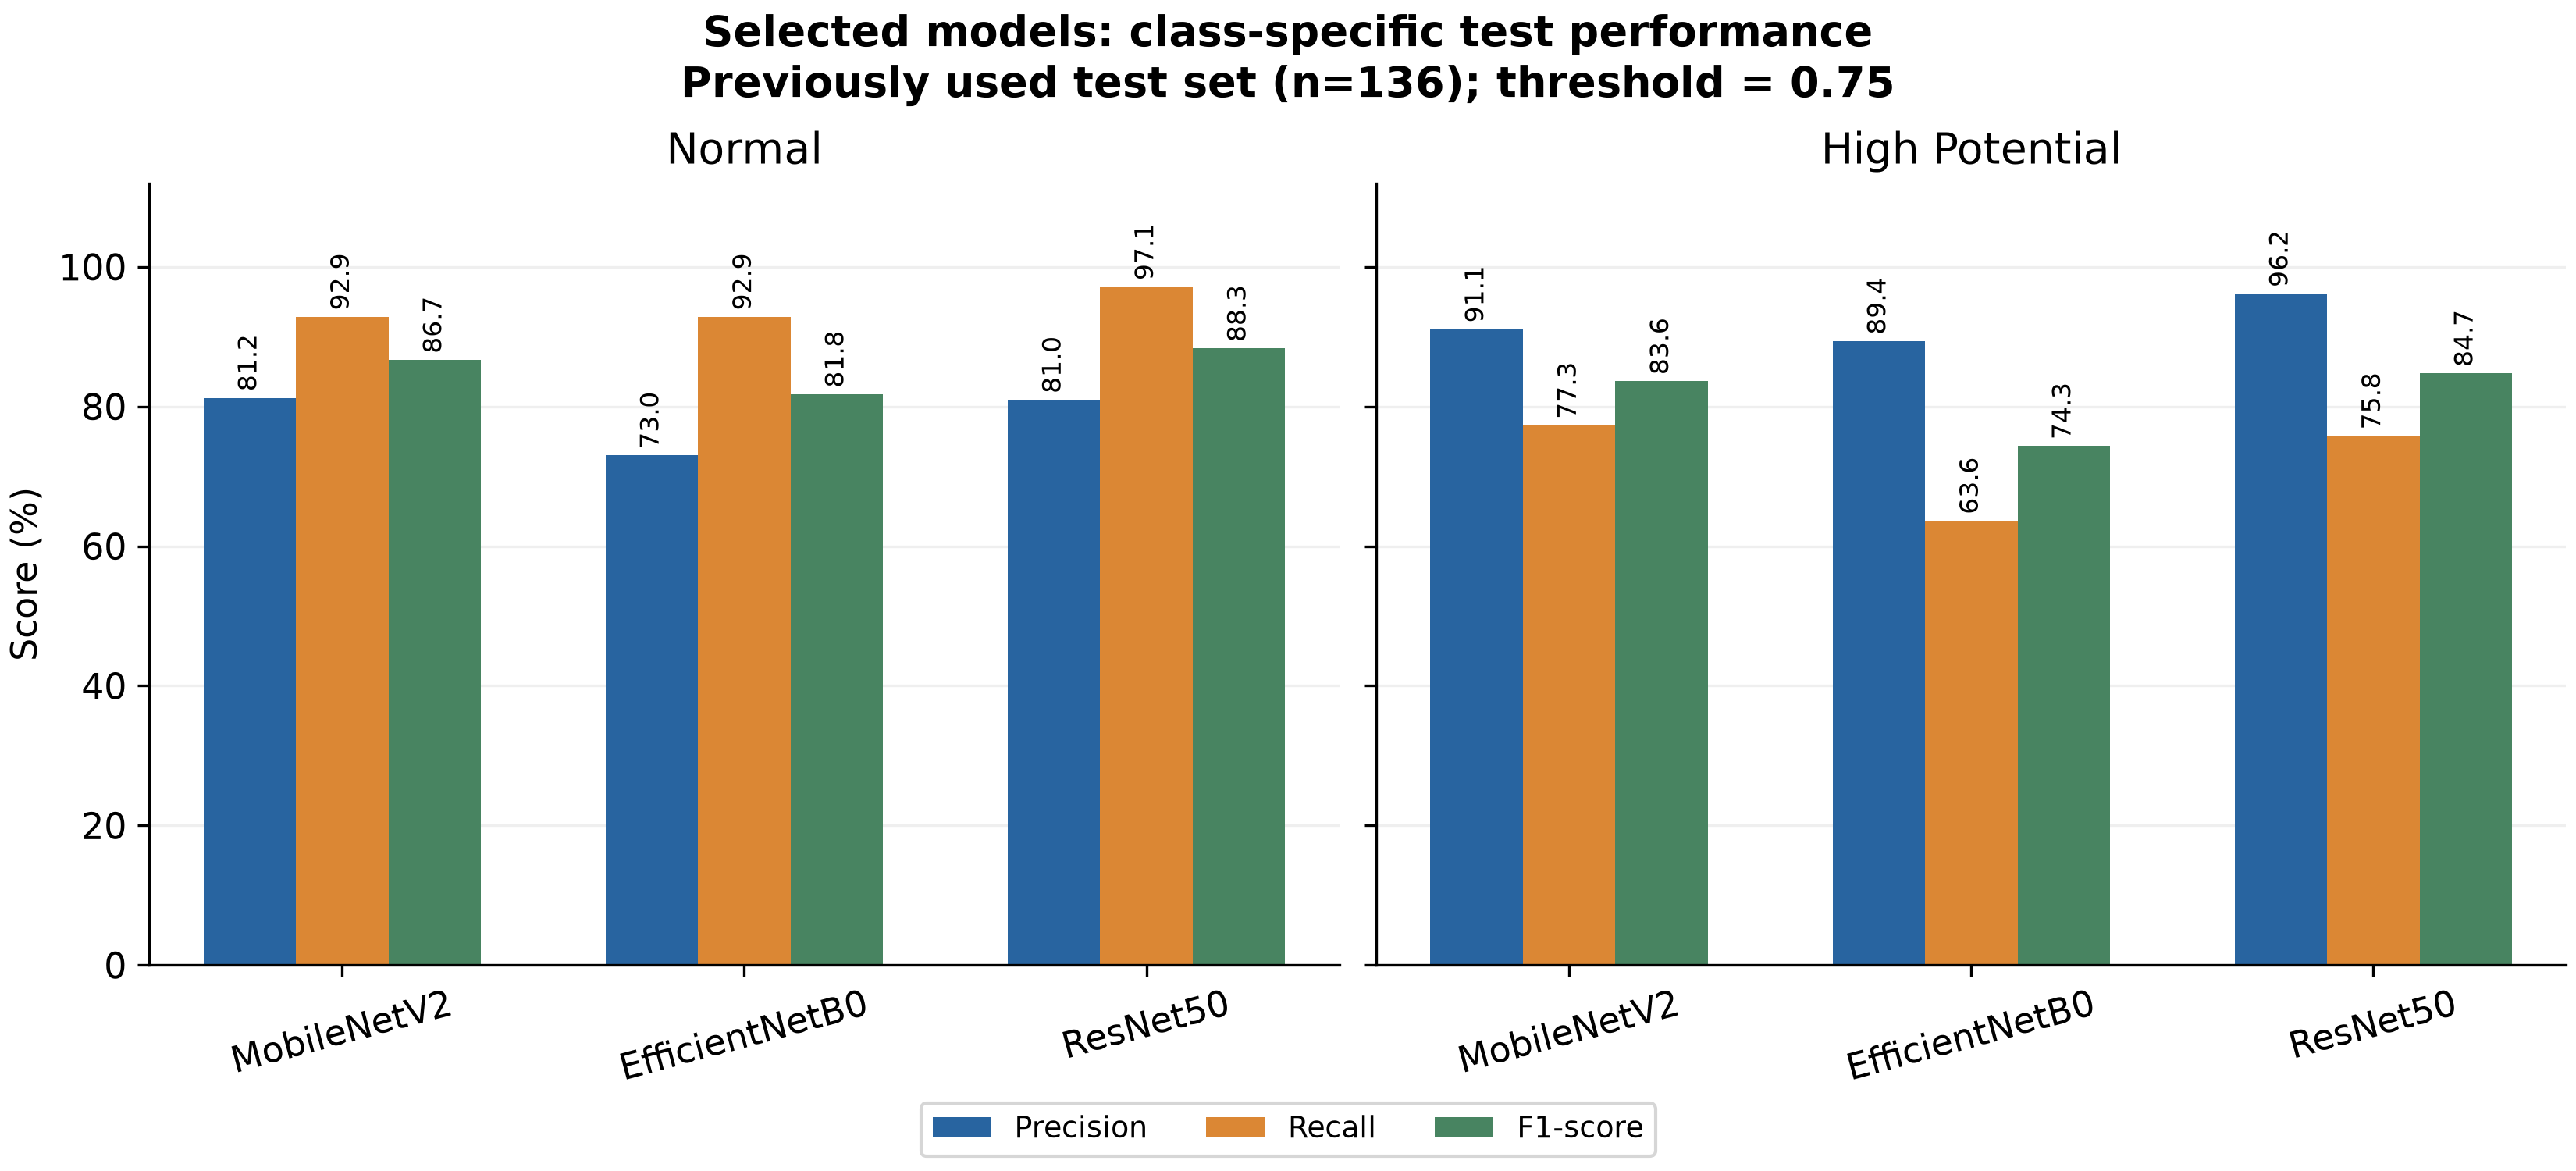 Selected models: class-specific test performance
Previously used test set (n=136); threshold = 0.75
Normal
High Potential
Score (%)
100
80
60
40
20
0
81.2
92.9
86.7
73.0
92.9
81.8
81.0
97.1
88.3
91.1
77.3
83.6
89.4
63.6
74.3
96.2
75.8
84.7
MobileNetV2
EfficientNetB0
ResNet50
MobileNetV2
EfficientNetB0
ResNet50
Precision
Recall
F1-score